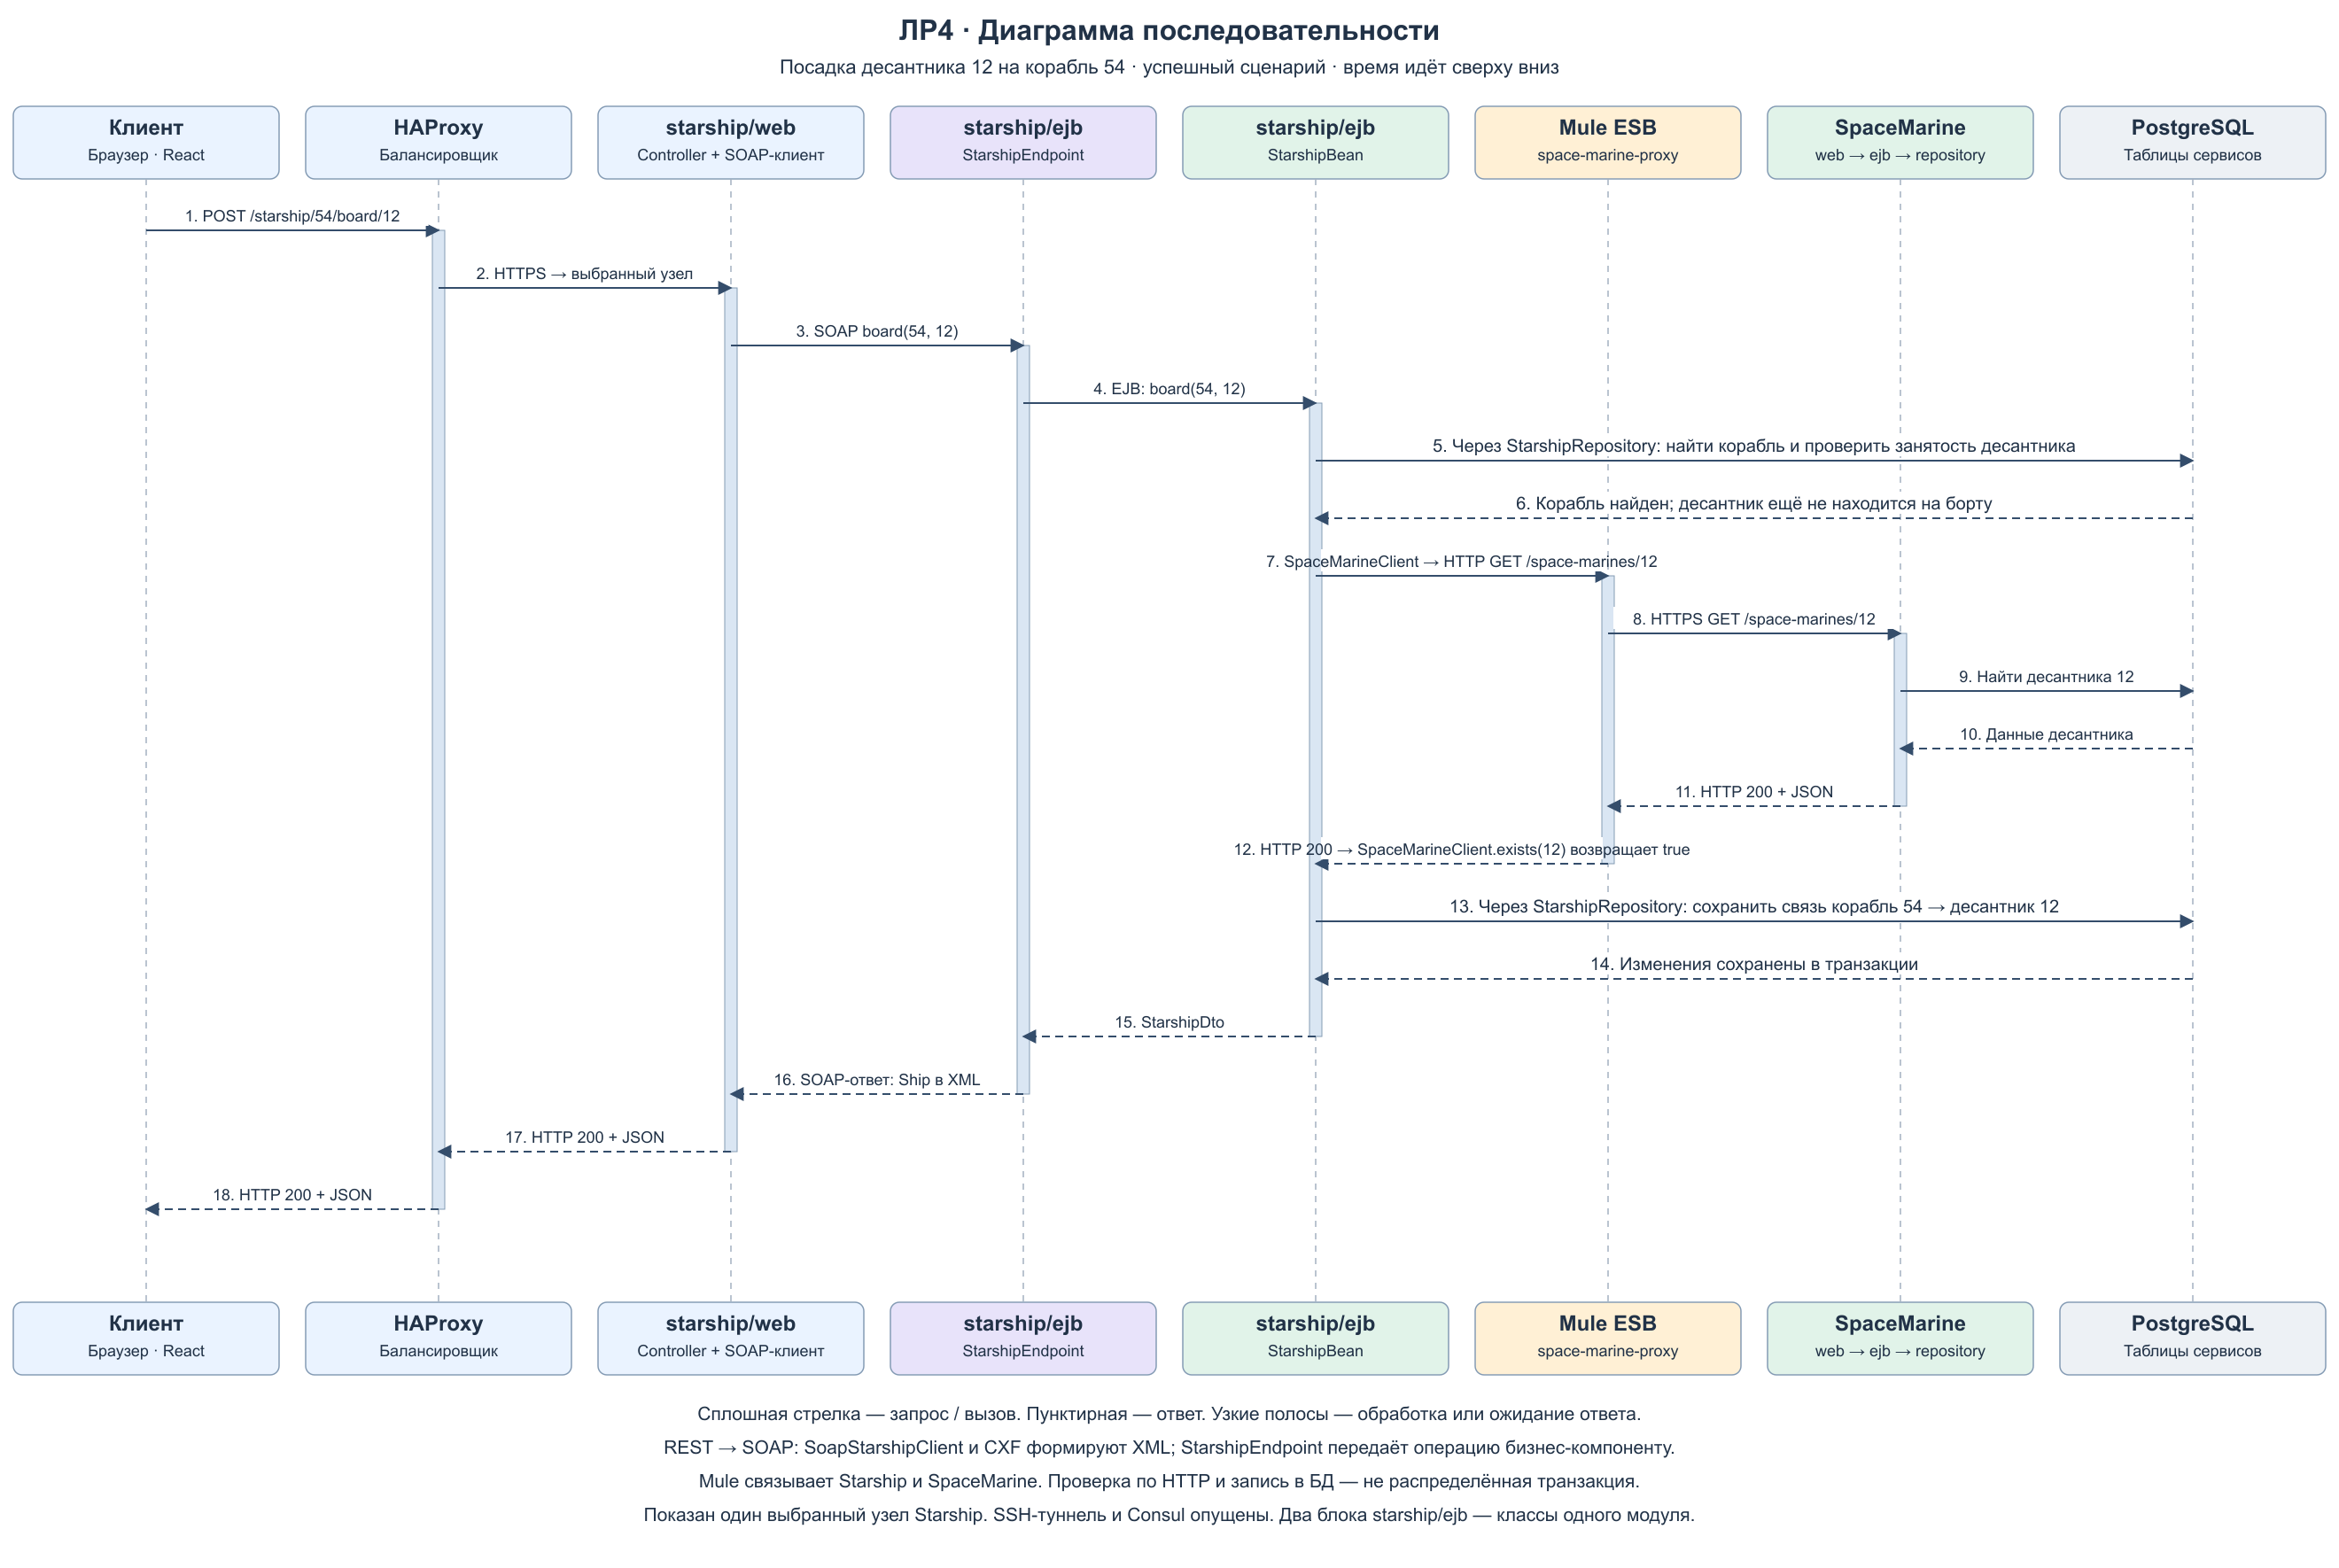 ЛР4 · Диаграмма последовательности
Посадка десантника 12 на корабль 54 · успешный сценарий · время идёт сверху вниз
Клиент
Браузер · React
HAProxy
Балансировщик
starship/web
Controller + SOAP-клиент
starship/ejb
StarshipEndpoint
starship/ejb
StarshipBean
Mule ESB
space-marine-proxy
SpaceMarine
web → ejb → repository
PostgreSQL
Таблицы сервисов
1. POST /starship/54/board/12
2. HTTPS → выбранный узел
3. SOAP board(54, 12)
4. EJB: board(54, 12)
5. Через StarshipRepository: найти корабль и проверить занятость десантника
6. Корабль найден; десантник ещё не находится на борту
7. SpaceMarineClient → HTTP GET /space-marines/12
8. HTTPS GET /space-marines/12
9. Найти десантника 12
10. Данные десантника
11. HTTP 200 + JSON
12. HTTP 200 → SpaceMarineClient.exists(12) возвращает true
13. Через StarshipRepository: сохранить связь корабль 54 → десантник 12
14. Изменения сохранены в транзакции
15. StarshipDto
16. SOAP-ответ: Ship в XML
17. HTTP 200 + JSON
18. HTTP 200 + JSON
Клиент
Браузер · React
HAProxy
Балансировщик
starship/web
Controller + SOAP-клиент
starship/ejb
StarshipEndpoint
starship/ejb
StarshipBean
Mule ESB
space-marine-proxy
SpaceMarine
web → ejb → repository
PostgreSQL
Таблицы сервисов
Сплошная стрелка — запрос / вызов. Пунктирная — ответ. Узкие полосы — обработка или ожидание ответа.
REST → SOAP: SoapStarshipClient и CXF формируют XML; StarshipEndpoint передаёт операцию бизнес-компоненту.
Mule связывает Starship и SpaceMarine. Проверка по HTTP и запись в БД — не распределённая транзакция.
Показан один выбранный узел Starship. SSH-туннель и Consul опущены. Два блока starship/ejb — классы одного модуля.